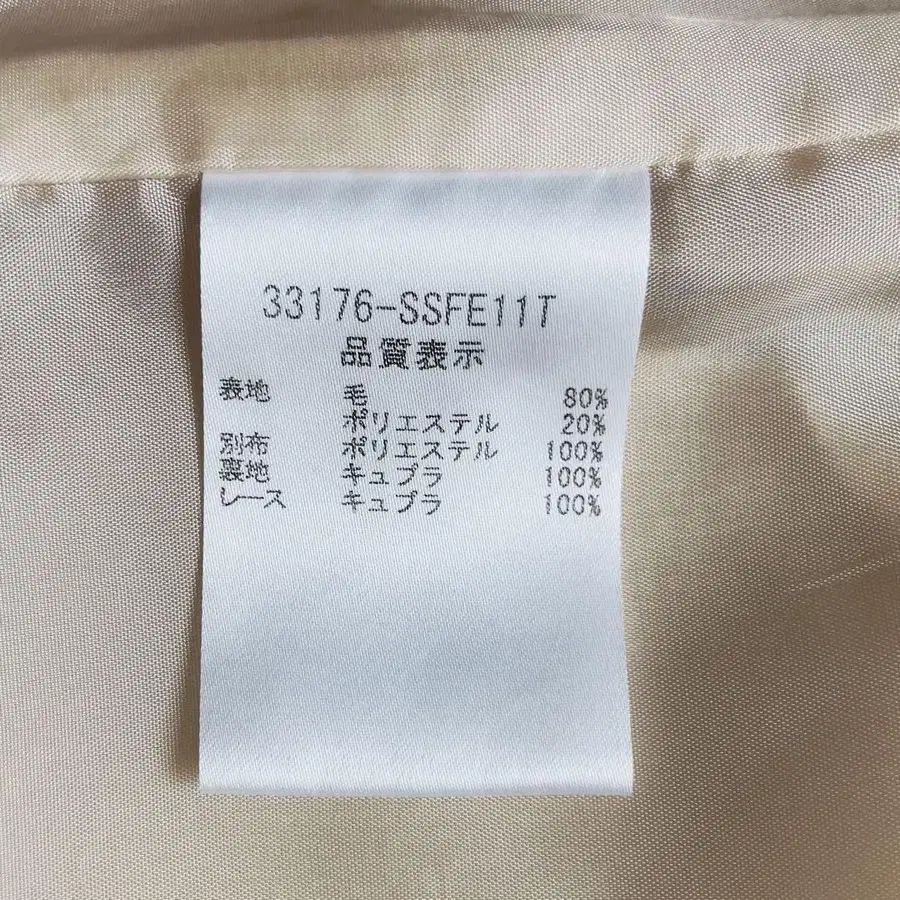 33176-SSFE11T
品質表示
表地 毛 80%
ポリエステル 20%
別布 ポリエステル 100%
裏地 キュプラ 100%
レース キュプラ 100%